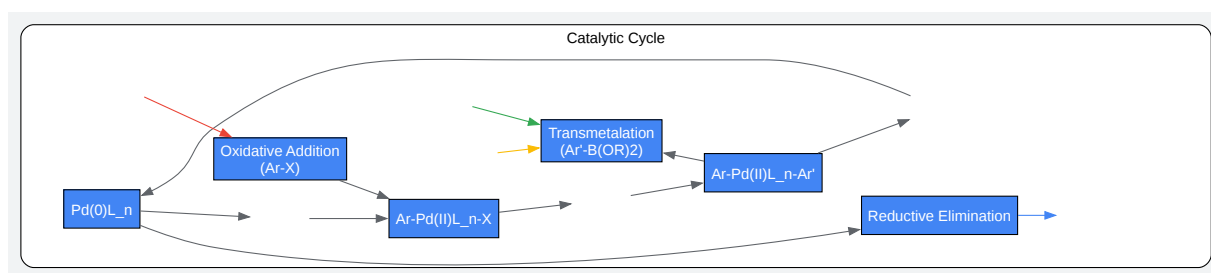 Catalytic Cycle
Oxidative Addition
(Ar-X)
Transmetalation
(Ar'-B(OR)2)
Ar-Pd(II)L_n-Ar'
Pd(0)L_n
Ar-Pd(II)L_n-X
Reductive Elimination